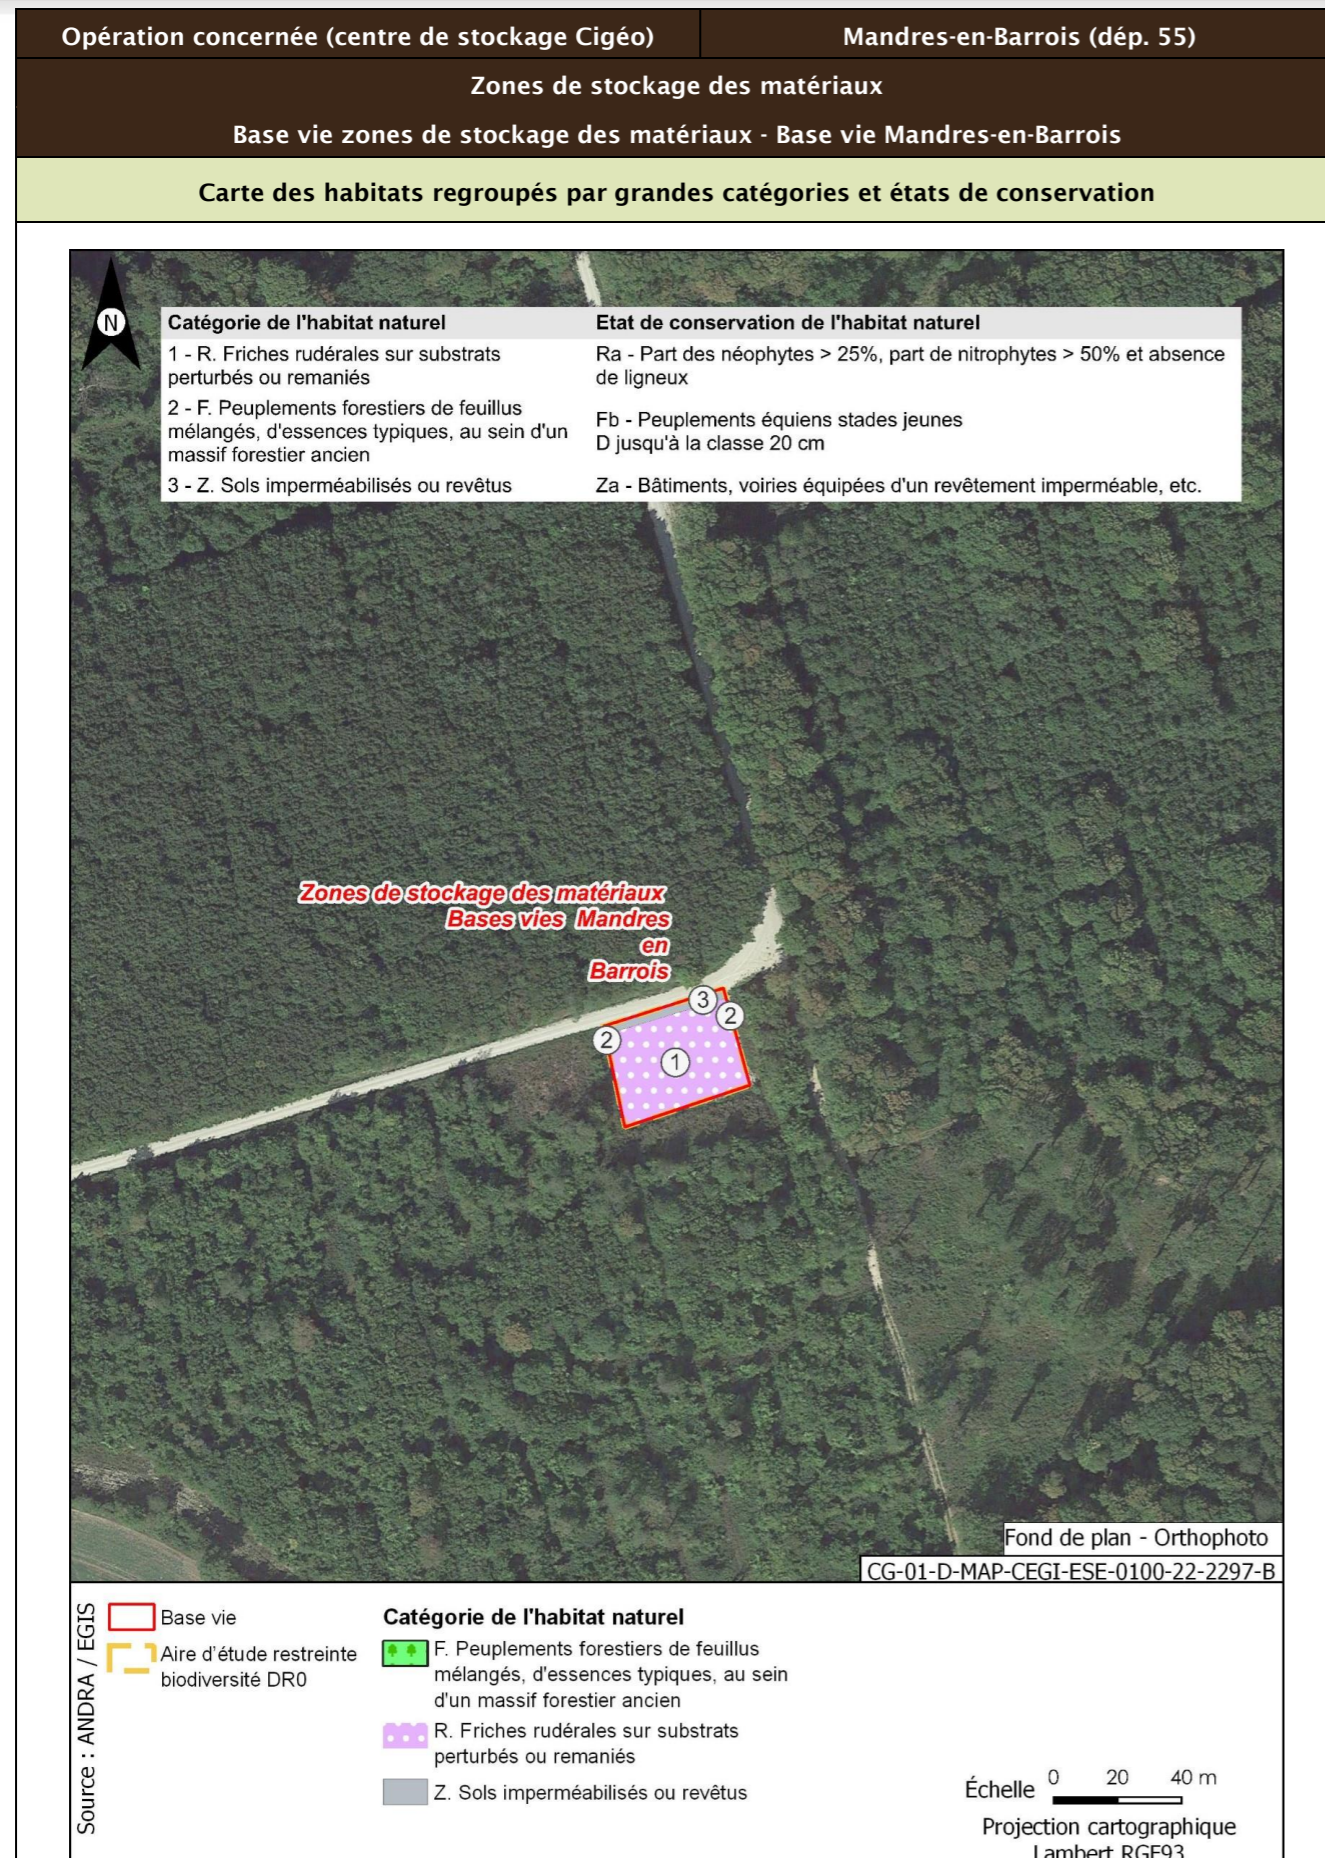 Opération concernée (centre de stockage Cigéo)
Mandres-en-Barrois (dép. 55)
Zones de stockage des matériaux
Base vie zones de stockage des matériaux - Base vie Mandres-en-Barrois
Carte des habitats regroupés par grandes catégories et états de conservation
N
Catégorie de l'habitat naturel
Etat de conservation de l'habitat naturel
1 - R. Friches rudérales sur substrats
perturbés ou remaniés
Ra - Part des néophytes > 25%, part de nitrophytes > 50% et absence
de ligneux
2 - F. Peuplements forestiers de feuillus
mélangés, d'essences typiques, au sein d'un
massif forestier ancien
Fb - Peuplements équiens stades jeunes
D jusqu'à la classe 20 cm
3 - Z. Sols imperméabilisés ou revêtus
Za - Bâtiments, voiries équipées d'un revêtement imperméable, etc.
Zones de stockage des matériaux
Bases vies Mandres
en
Barrois
3
2
2
1
Fond de plan - Orthophoto
CG-01-D-MAP-CEGI-ESE-0100-22-2297-B
Source : ANDRA / EGIS
Base vie
Aire d'étude restreinte
biodiversité DR0
Catégorie de l'habitat naturel
F. Peuplements forestiers de feuillus
mélangés, d'essences typiques, au sein
d'un massif forestier ancien
R. Friches rudérales sur substrats
perturbés ou remaniés
Z. Sols imperméabilisés ou revêtus
Échelle 0 20 40 m
Projection cartographique
Lambert RGF93